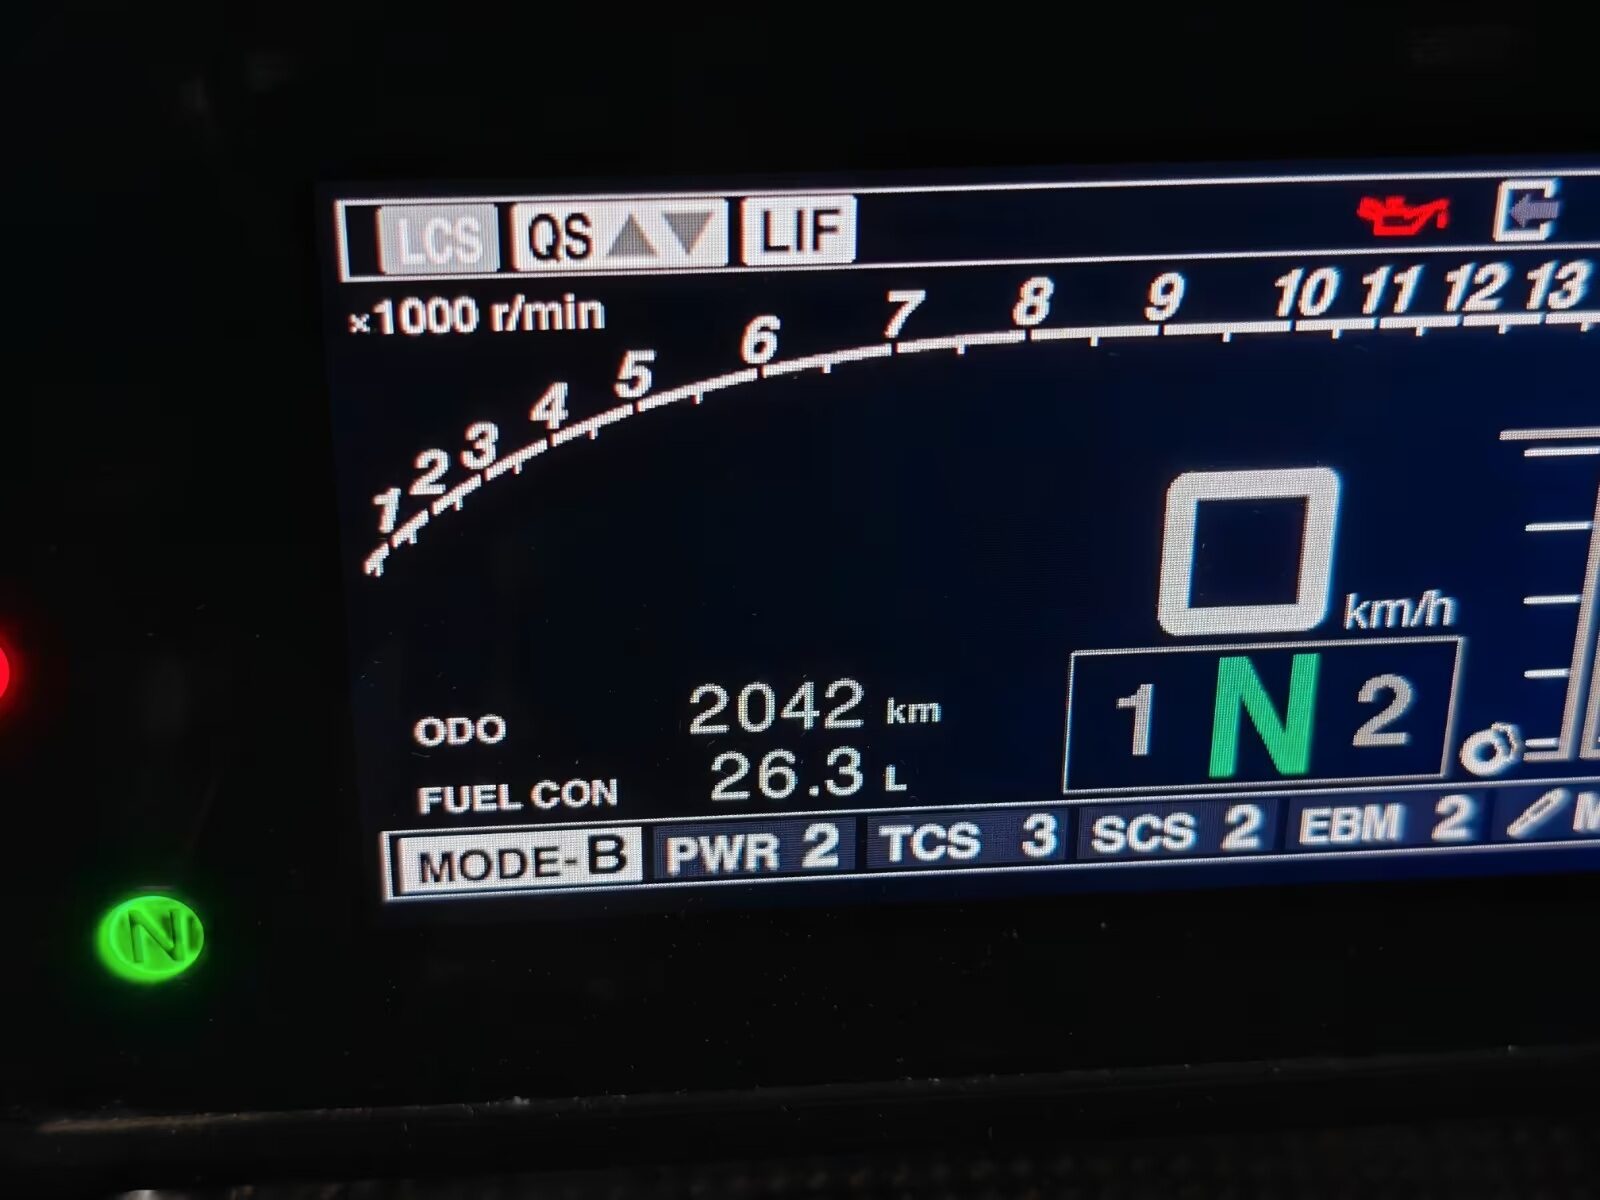 LCS QS LIF
×1000 r/min
1 2 3 4 5 6 7 8 9 10 11 12 13
0 km/h
1 N 2
ODO 2042 km
FUEL CON 26.3 L
MODE-B PWR 2 TCS 3 SCS 2 EBM 2
N